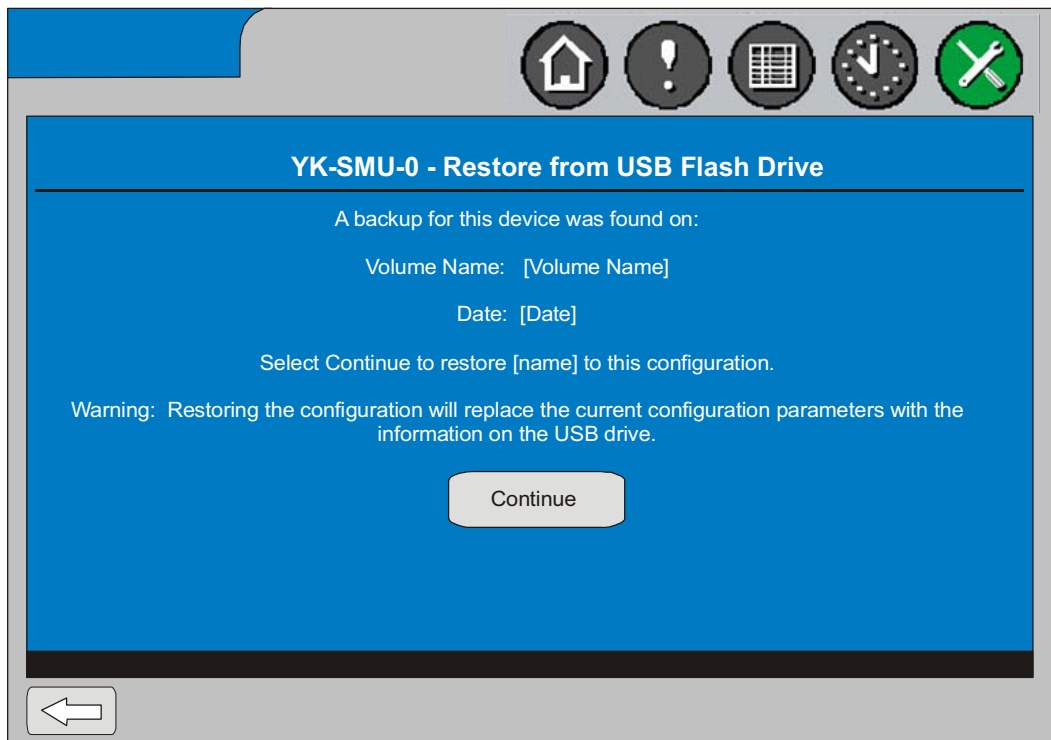 YK-SMU-0 - Restore from USB Flash Drive
A backup for this device was found on:
Volume Name: [Volume Name]
Date: [Date]
Select Continue to restore [name] to this configuration.
Warning: Restoring the configuration will replace the current configuration parameters with the
information on the USB drive.
Continue